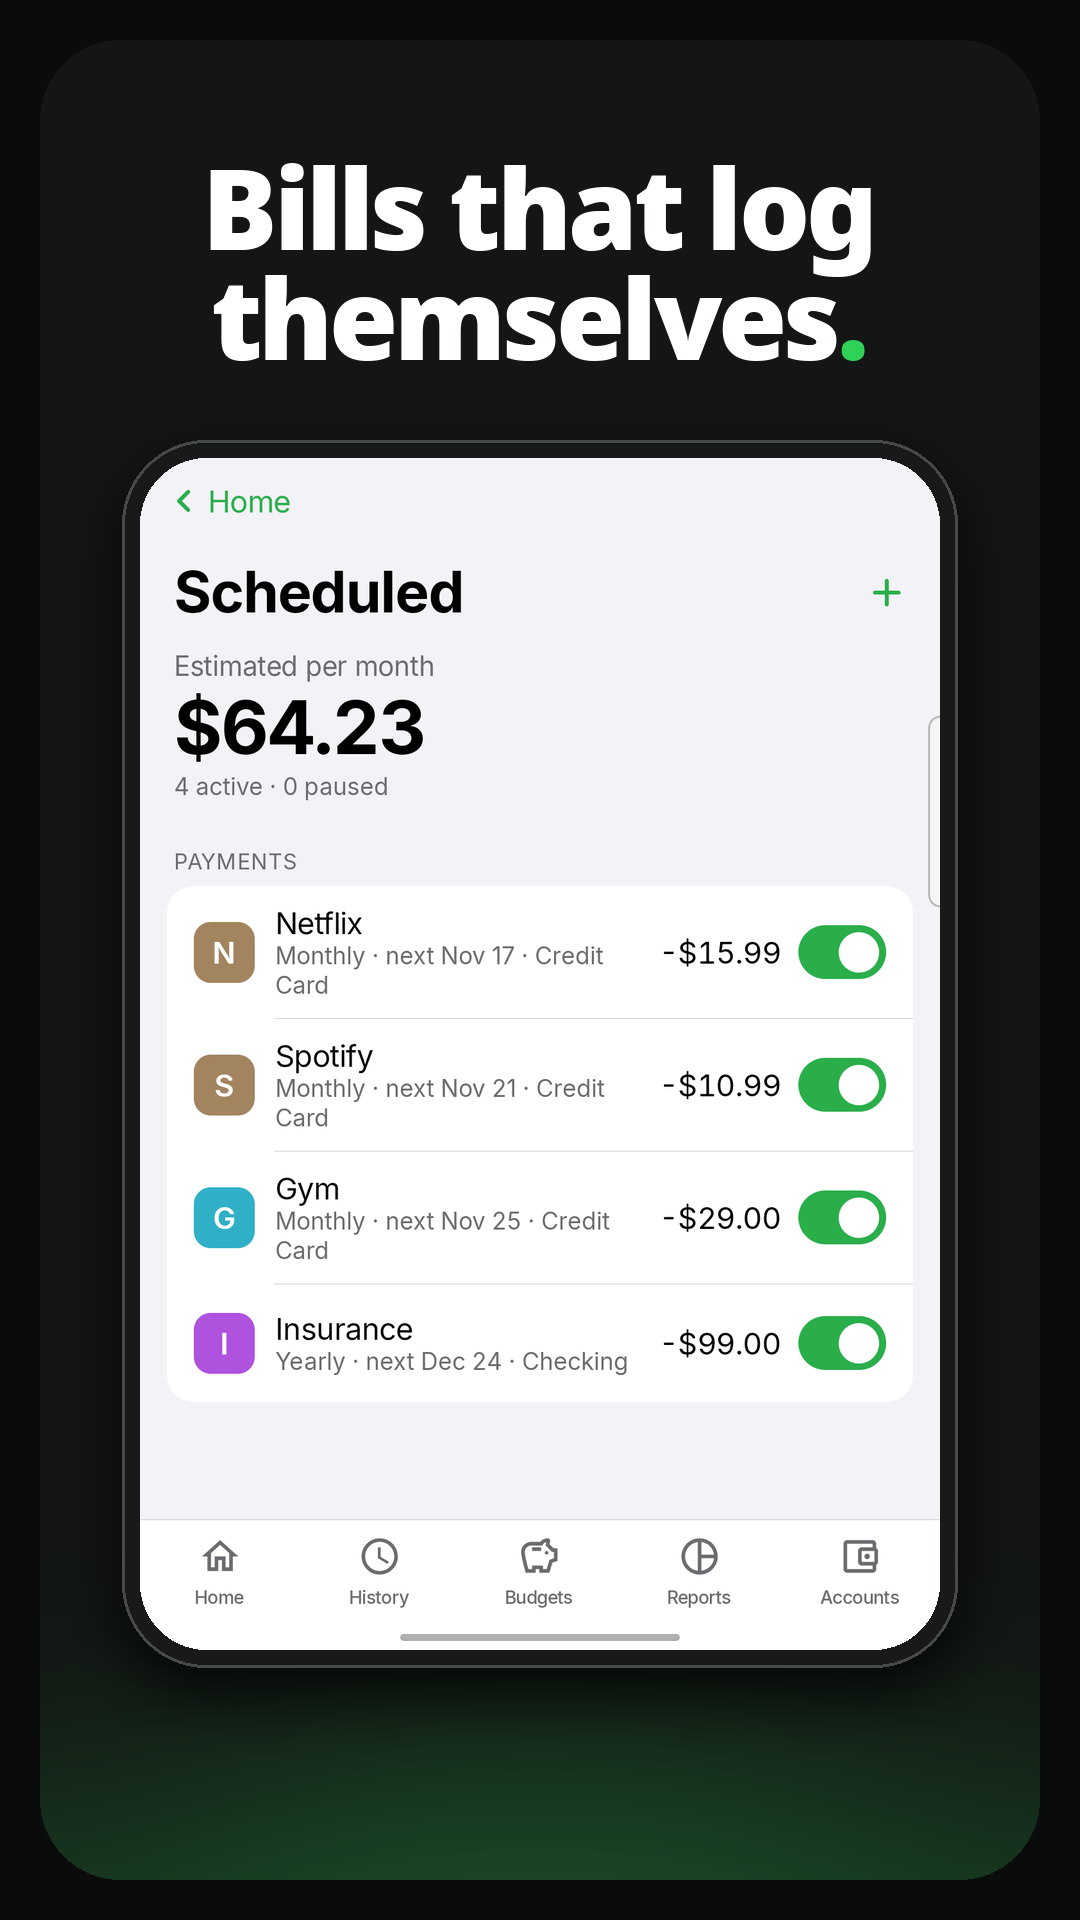 Bills that log
themselves.
Home
Scheduled
Estimated per month
$64.23
4 active · 0 paused
PAYMENTS
N
Netflix
Monthly · next Nov 17 · Credit
Card
-$15.99
S
Spotify
Monthly · next Nov 21 · Credit
Card
-$10.99
G
Gym
Monthly · next Nov 25 · Credit
Card
-$29.00
I
Insurance
Yearly · next Dec 24 · Checking
-$99.00
Home
History
Budgets
Reports
Accounts